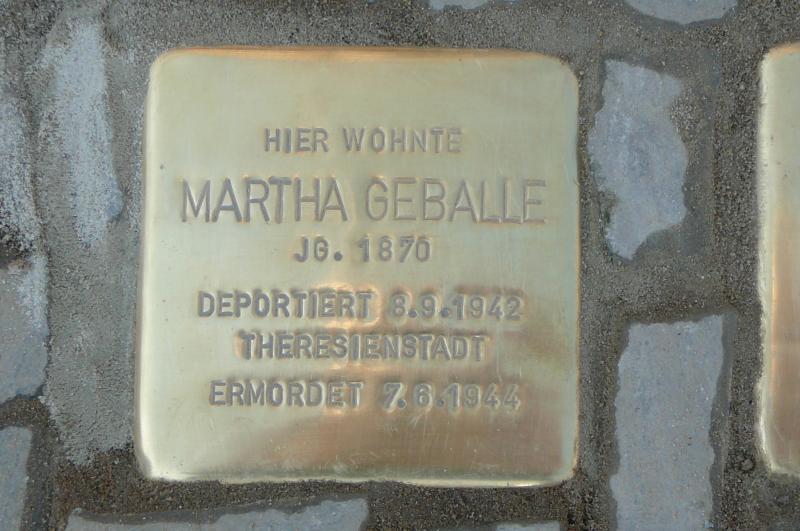 HIER WOHNTE
MARTHA GEBALLE
JG. 1870
DEPORTIERT 8.9.1942
THERESIENSTADT
ERMORDET 7.6.1944